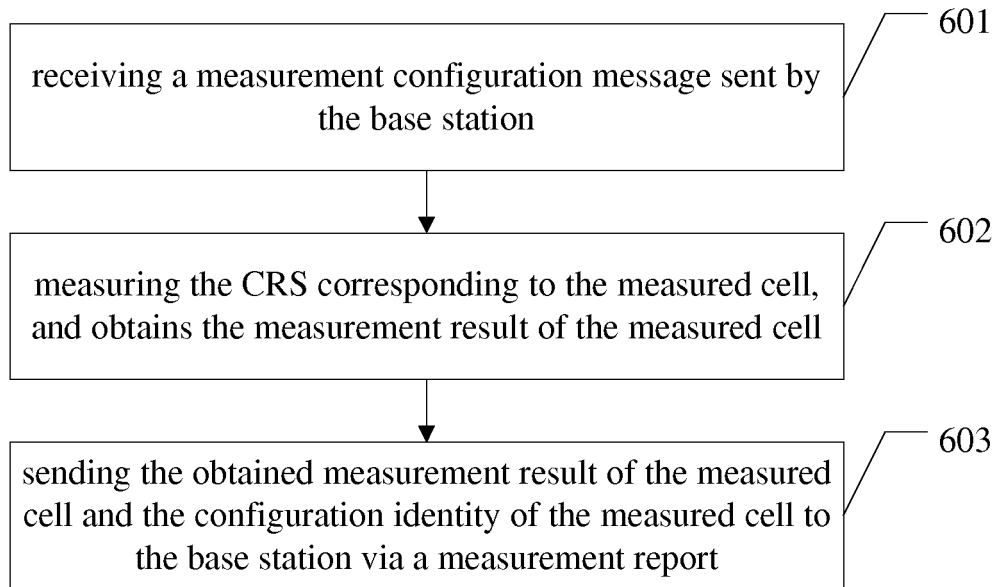 601
receiving a measurement configuration message sent by
the base station
602
measuring the CRS corresponding to the measured cell,
and obtains the measurement result of the measured cell
603
sending the obtained measurement result of the measured
cell and the configuration identity of the measured cell to
the base station via a measurement report